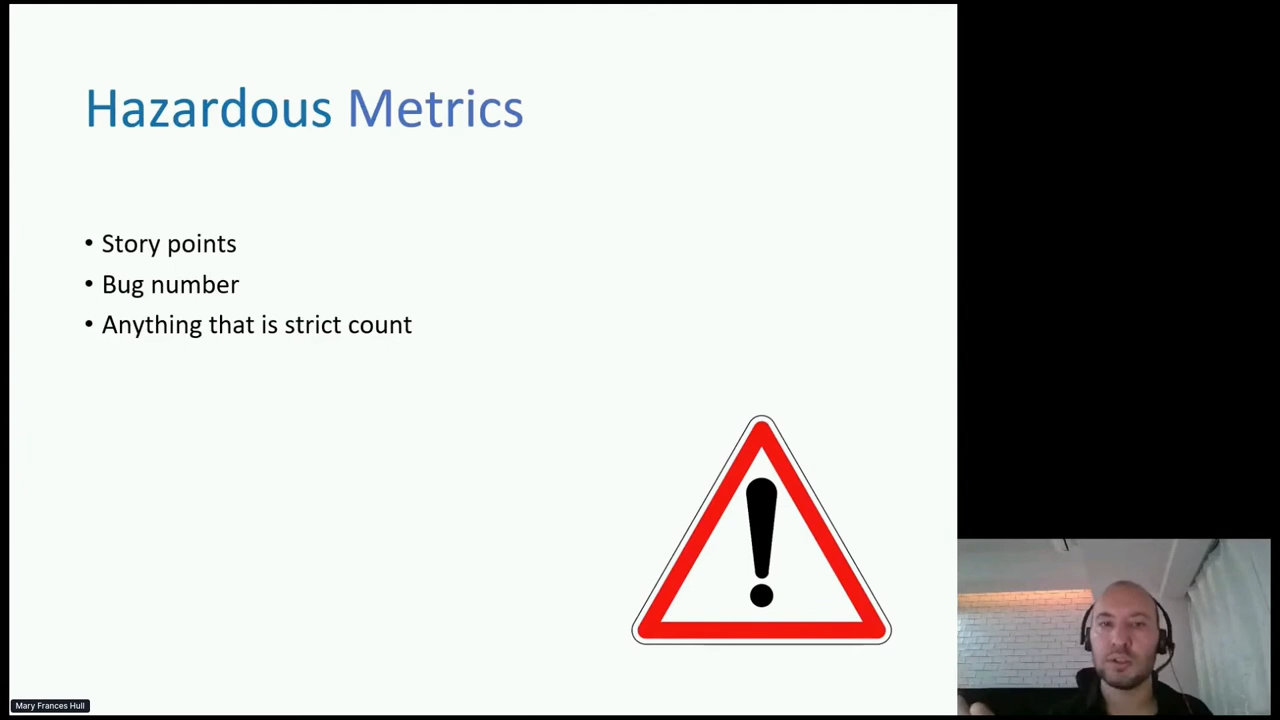 Hazardous Metrics
• Story points
• Bug number
• Anything that is strict count
Mary Frances Hull